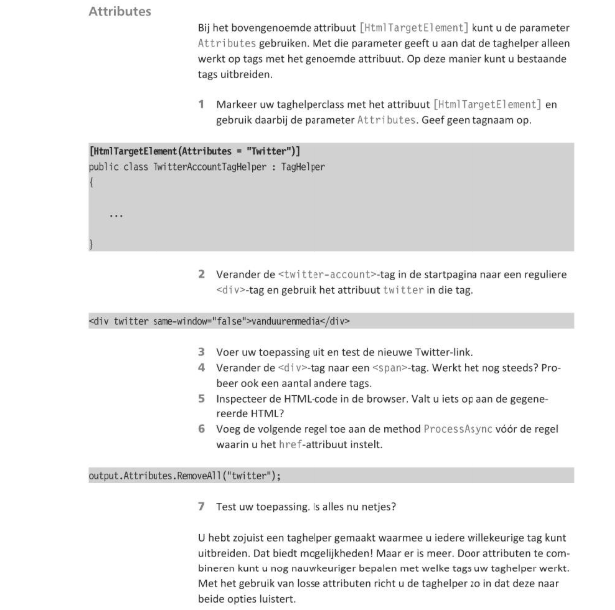 Attributes
Bij het bovengenoemde attribuut [HtmlTargetElement] kunt u de parameter
Attributes gebruiken. Met die parameter geeft u aan dat de taghelper alleen
werkt op tags met het genoemde attribuut. Op deze manier kunt u bestaande
tags uitbreiden.
1 Markeer uw taghelperclass met het attribuut [HtmlTargetElement] en
gebruik daarbij de parameter Attributes. Geef geen tagnaam op.
[HtmlTargetElement(Attributes = "Twitter")]
public class TwitterAccountTagHelper : TagHelper
{
...
}
2 Verander de <twitter-account>-tag in de startpagina naar een reguliere
<div>-tag en gebruik het attribuut twitter in die tag.
<div twitter same-window="false">vanduurenmedia</div>
3 Voer uw toepassing uit en test de nieuwe Twitter-link.
4 Verander de <div>-tag naar een <span>-tag. Werkt het nog steeds? Pro-
beer ook een aantal andere tags.
5 Inspecteer de HTML-code in de browser. Valt u iets op aan de gegene-
reerde HTML?
6 Voeg de volgende regel toe aan de method ProcessAsync vóór de regel
waarin u het href-attribuut instelt.
output.Attributes.RemoveAll("twitter");
7 Test uw toepassing. Is alles nu netjes?
U hebt zojuist een taghelper gemaakt waarmee u iedere willekeurige tag kunt
uitbreiden. Dat biedt mogelijkheden! Maar er is meer. Door attributen te com-
bineren kunt u nog nauwkeuriger bepalen met welke tags uw taghelper werkt.
Met het gebruik van losse attributen richt u de taghelper zo in dat deze naar
beide opties luistert.